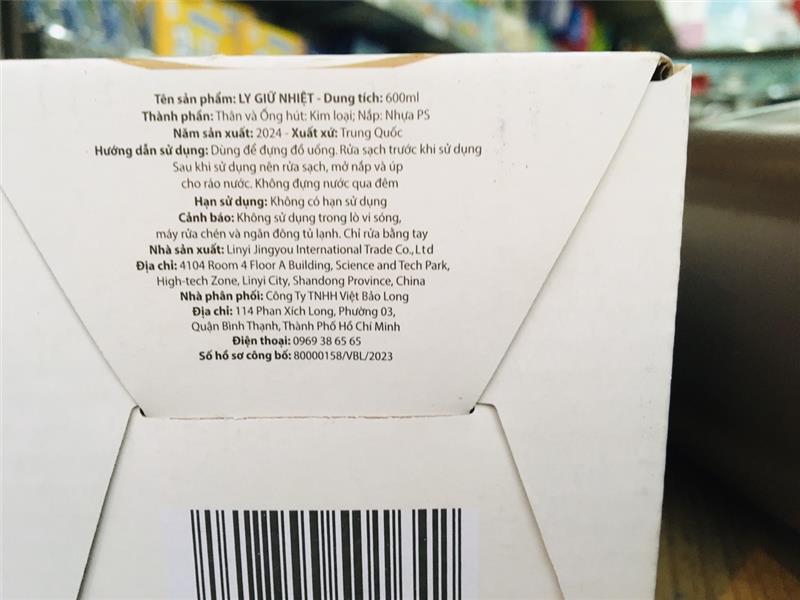 Tên sản phẩm: LY GIỮ NHIỆT - Dung tích: 600ml
Thành phần: Thân và Ống hút: Kim loại; Nắp: Nhựa PS
Năm sản xuất: 2024 - Xuất xứ: Trung Quốc
Hướng dẫn sử dụng: Dùng để đựng đồ uống. Rửa sạch trước khi sử dụng
Sau khi sử dụng nên rửa sạch, mở nắp và úp
cho ráo nước. Không đựng nước qua đêm
Hạn sử dụng: Không có hạn sử dụng
Cảnh báo: Không sử dụng trong lò vi sóng,
máy rửa chén và ngăn đông tủ lạnh. Chỉ rửa bằng tay
Nhà sản xuất: Linyi Jingyou International Trade Co., Ltd
Địa chỉ: 4104 Room 4 Floor A Building, Science and Tech Park,
High-tech Zone, Linyi City, Shandong Province, China
Nhà phân phối: Công Ty TNHH Việt Bảo Long
Địa chỉ: 114 Phan Xích Long, Phường 03,
Quận Bình Thạnh, Thành Phố Hồ Chí Minh
Điện thoại: 0969 38 65 65
Số hồ sơ công bố: 80000158/VBL/2023